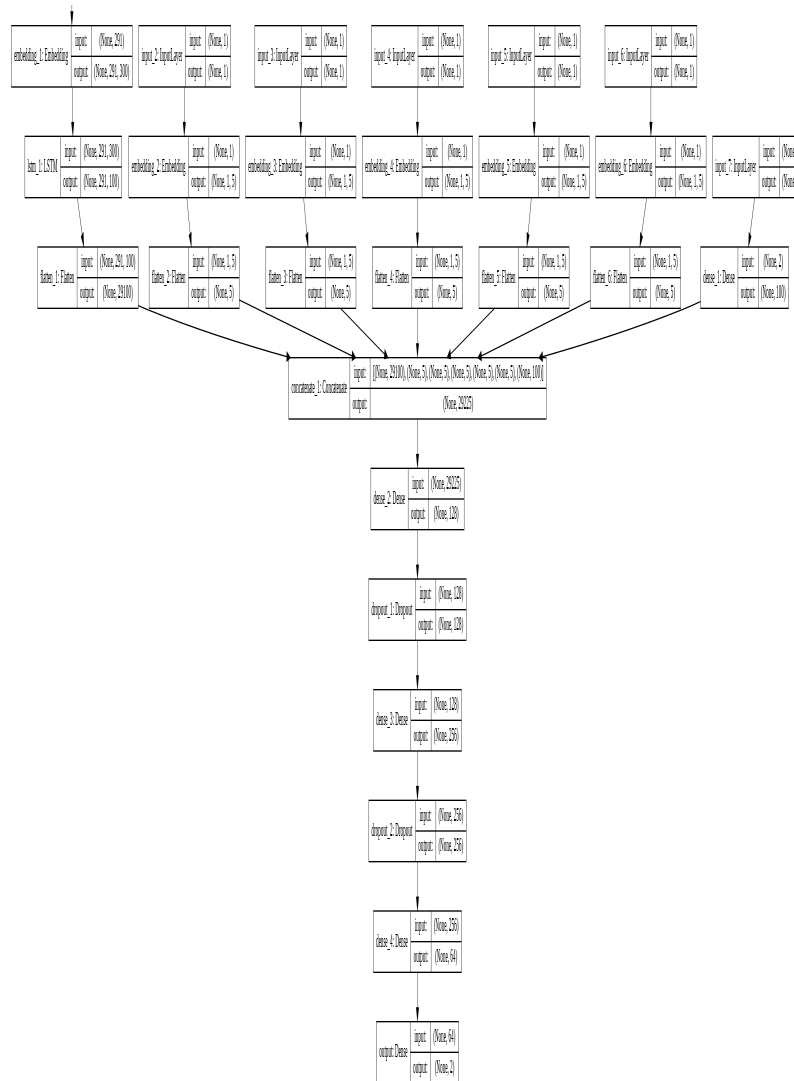 embedding_1: Embedding
input: (None, 291)
output: (None, 291, 300)
input_2: InputLayer
input: (None, 1)
output: (None, 1)
input_3: InputLayer
input: (None, 1)
output: (None, 1)
input_4: InputLayer
input: (None, 1)
output: (None, 1)
input_5: InputLayer
input: (None, 1)
output: (None, 1)
input_6: InputLayer
input: (None, 1)
output: (None, 1)
lstm_1: LSTM
input: (None, 291, 300)
output: (None, 291, 100)
embedding_2: Embedding
input: (None, 1)
output: (None, 1, 5)
embedding_3: Embedding
input: (None, 1)
output: (None, 1, 5)
embedding_4: Embedding
input: (None, 1)
output: (None, 1, 5)
embedding_5: Embedding
input: (None, 1)
output: (None, 1, 5)
embedding_6: Embedding
input: (None, 1)
output: (None, 1, 5)
input_7: InputLayer
input:
output:
flatten_1: Flatten
input: (None, 291, 100)
output: (None, 29100)
flatten_2: Flatten
input: (None, 1, 5)
output: (None, 5)
flatten_3: Flatten
input: (None, 1, 5)
output: (None, 5)
flatten_4: Flatten
input: (None, 1, 5)
output: (None, 5)
flatten_5: Flatten
input: (None, 1, 5)
output: (None, 5)
flatten_6: Flatten
input: (None, 1, 5)
output: (None, 5)
dense_1: Dense
input: (None, 2)
output: (None, 100)
concatenate_1: Concatenate
input: [(None, 29100), (None, 5), (None, 5), (None, 5), (None, 5), (None, 5), (None, 100)]
output: (None, 29225)
dense_2: Dense
input: (None, 29225)
output: (None, 128)
dropout_1: Dropout
input: (None, 128)
output: (None, 128)
dense_3: Dense
input: (None, 128)
output: (None, 256)
dropout_2: Dropout
input: (None, 256)
output: (None, 256)
dense_4: Dense
input: (None, 256)
output: (None, 64)
output: Dense
input: (None, 64)
output: (None, 2)